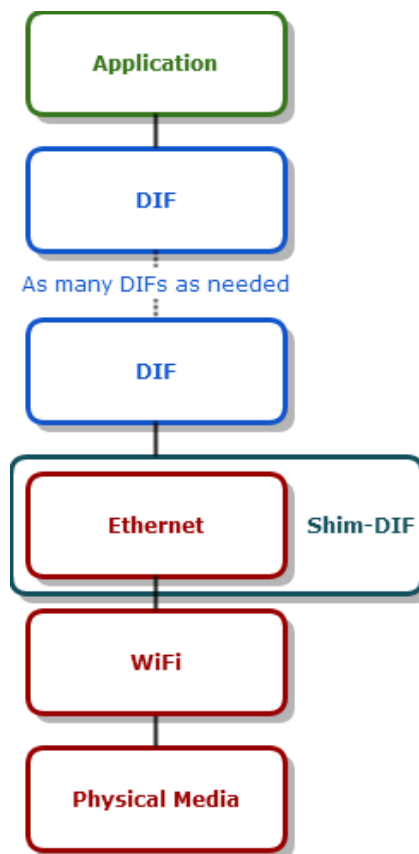 Application
DIF
As many DIFs as needed
DIF
Ethernet
Shim-DIF
WiFi
Physical Media